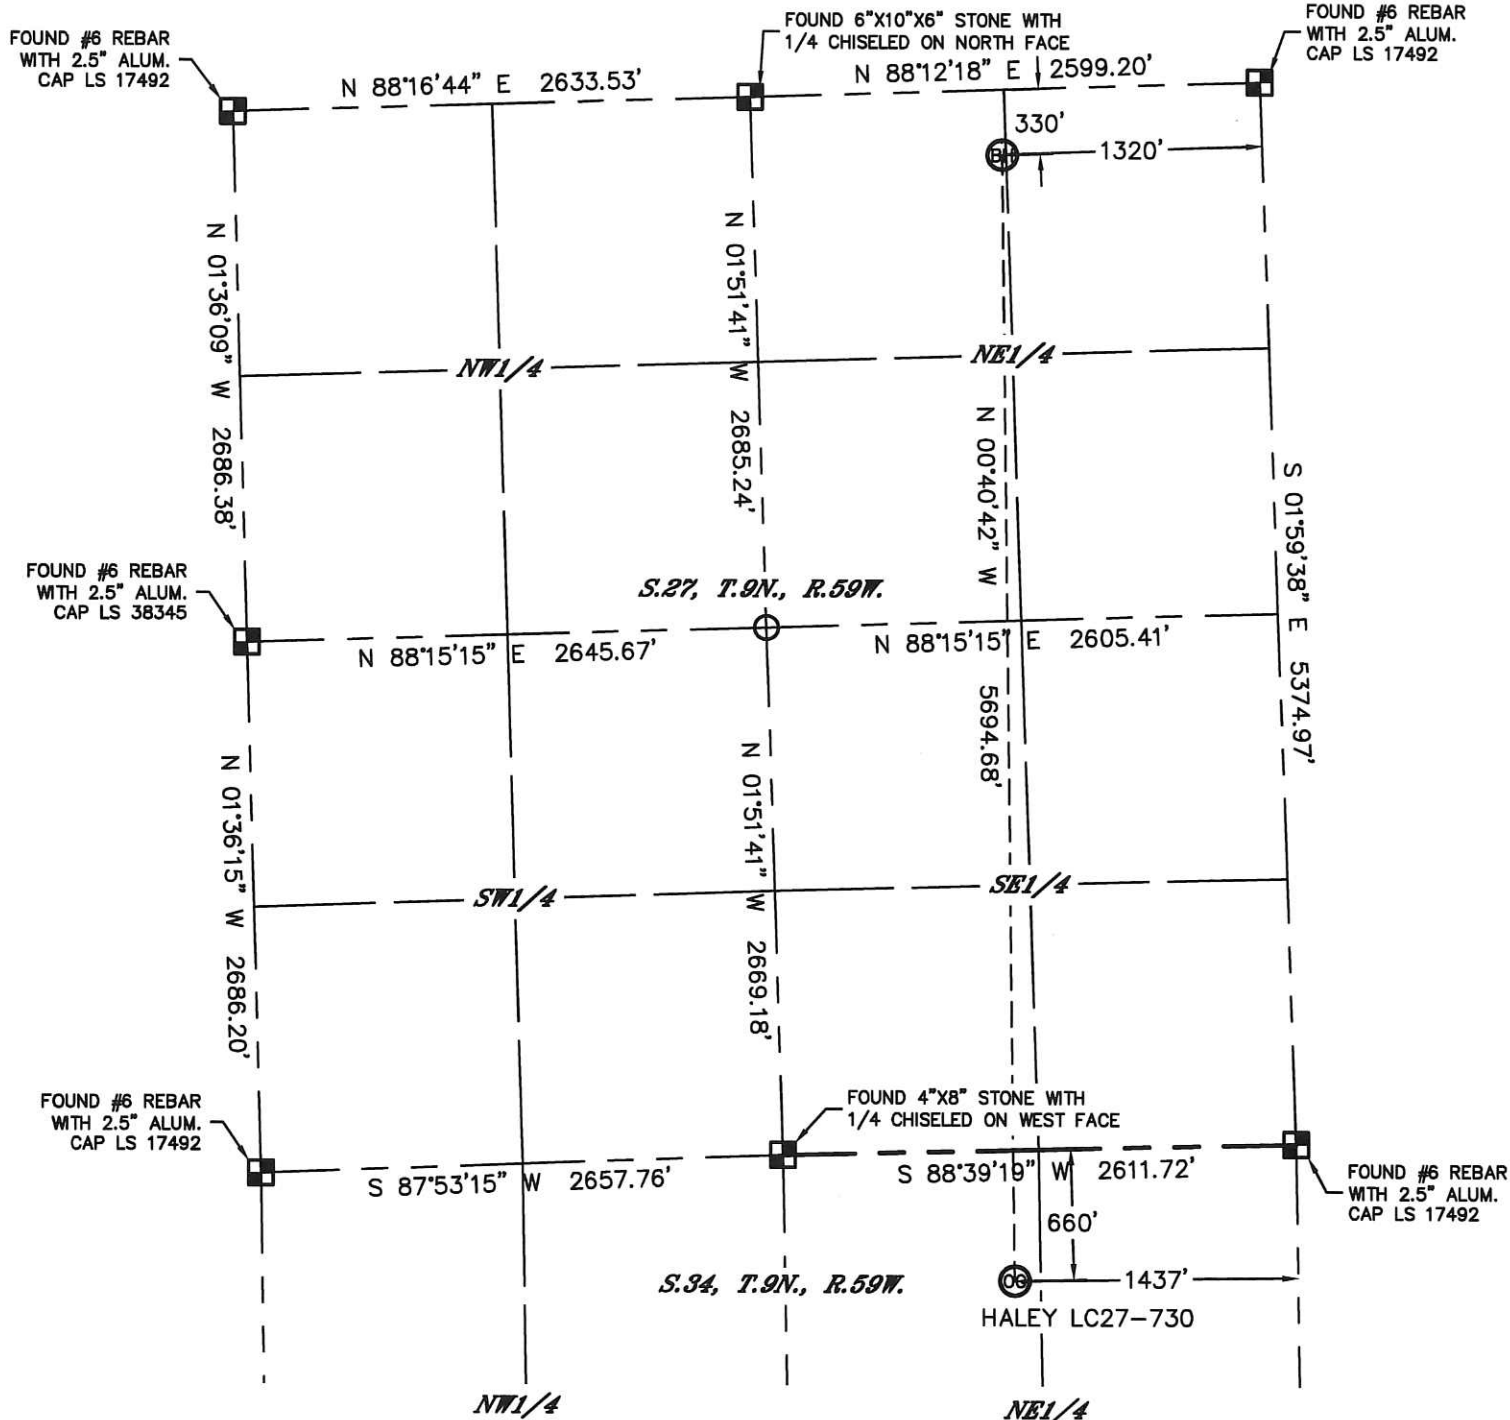 FOUND #6 REBAR
WITH 2.5" ALUM.
CAP LS 17492
FOUND 6"X10"X6" STONE WITH
1/4 CHISELED ON NORTH FACE
FOUND #6 REBAR
WITH 2.5" ALUM.
CAP LS 17492
N 88°16'44" E 2633.53'
N 88°12'18" E 2599.20'
330'
BH
1320'
N 01°36'09" W 2686.38'
N 01°51'41" W 2685.24'
NW1/4
NE1/4
N 00°40'42" W 5694.68'
S 01°59'38" E 5374.97'
FOUND #6 REBAR
WITH 2.5" ALUM.
CAP LS 38345
S.27, T.9N., R.59W.
N 88°15'15" E 2645.67'
N 88°15'15" E 2605.41'
N 01°36'15" W 2686.20'
N 01°51'41" W 2669.18'
SW1/4
SE1/4
FOUND #6 REBAR
WITH 2.5" ALUM.
CAP LS 17492
FOUND 4"X8" STONE WITH
1/4 CHISELED ON WEST FACE
S 87°53'15" W 2657.76'
S 88°39'19" W 2611.72'
FOUND #6 REBAR
WITH 2.5" ALUM.
CAP LS 17492
660'
S.34, T.9N., R.59W.
OG
1437'
HALEY LC27-730
NW1/4
NE1/4